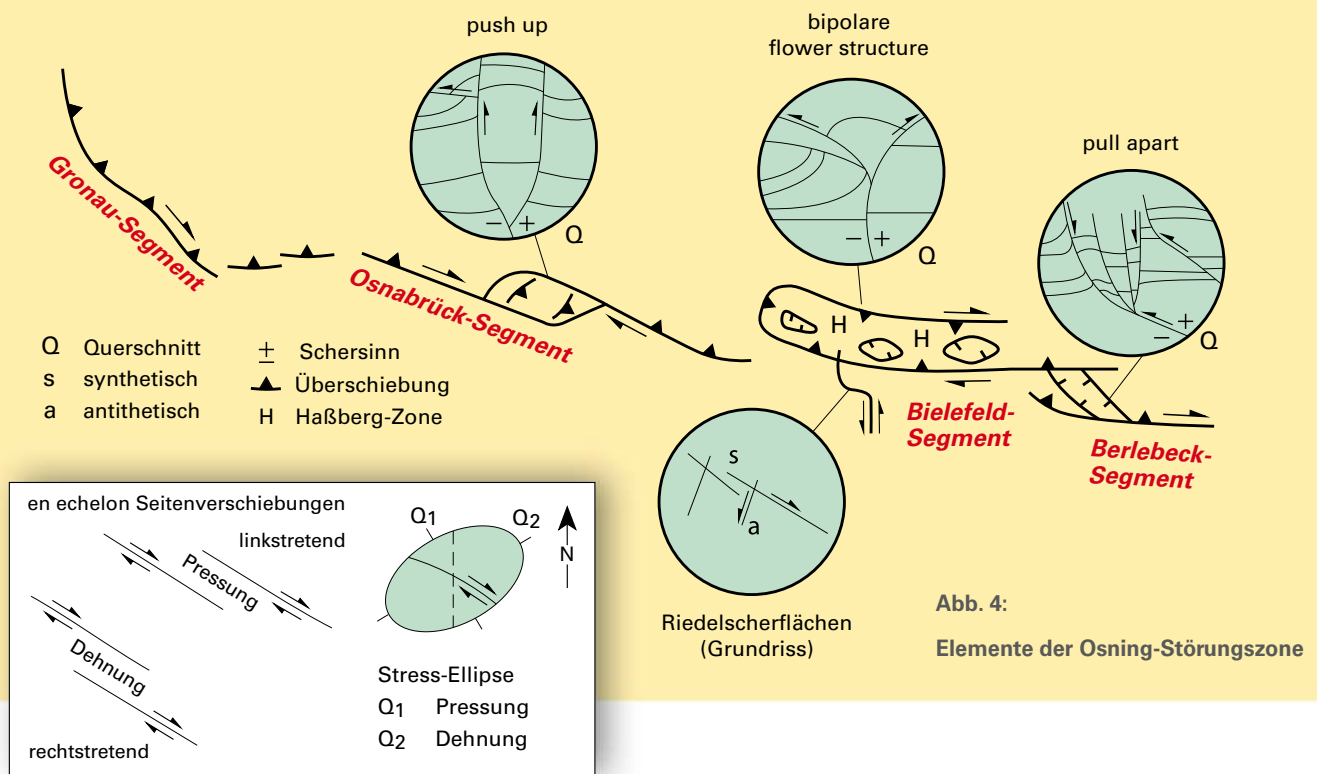 push up
bipolare
flower structure
pull apart
Gronau-Segment
Osnabrück-Segment
Bielefeld-
Segment
Berlebeck-
Segment
− + Q
− + Q
+ − Q
H H
Q Querschnitt
s synthetisch
a antithetisch
± Schersinn
Überschiebung
H Haßberg-Zone
s
a
Riedelscherflächen
(Grundriss)
en echelon Seitenverschiebungen
linkstretend
Pressung
Dehnung
rechtstretend
Q1 Q2
N
Stress-Ellipse
Q1 Pressung
Q2 Dehnung
Abb. 4:
Elemente der Osning-Störungszone